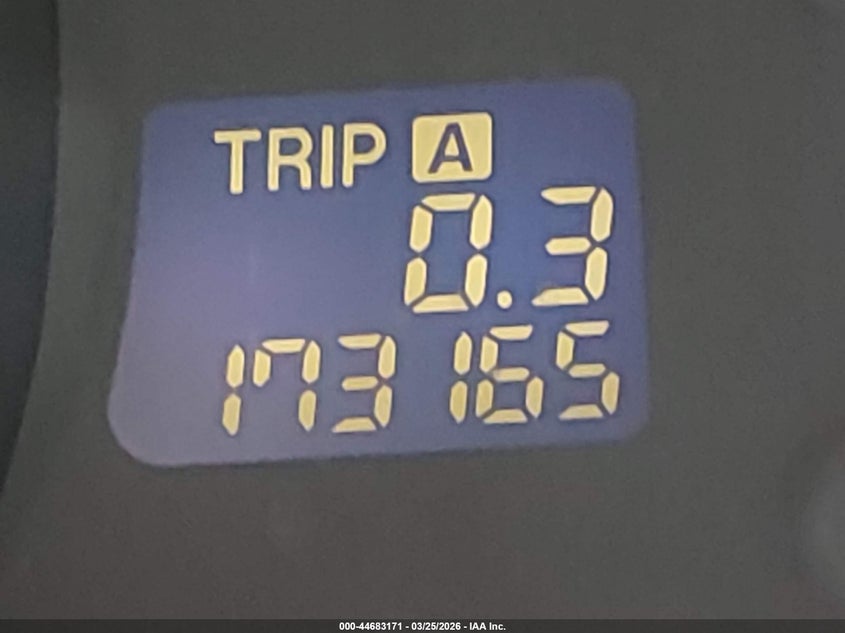 TRIP A
0.3
173165
000-44683171 - 03/25/2026 - IAA Inc.